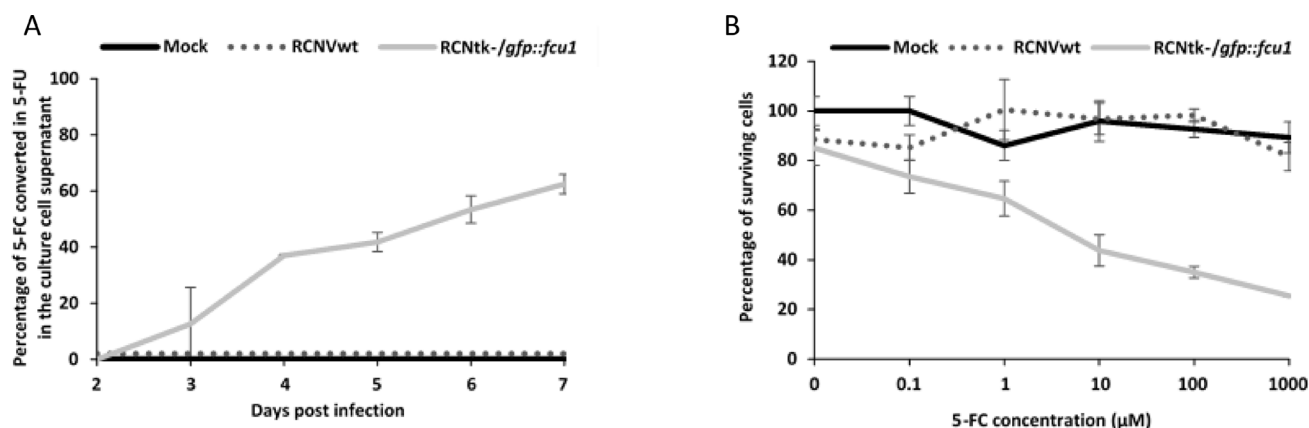 A
Mock
RCNVwt
RCNtk-/gfp::fcu1
Percentage of 5-FC converted in 5-FU
in the culture cell supernatant
100
80
60
40
20
0
2
3
4
5
6
7
Days post infection
B
Mock
RCNVwt
RCNtk-/gfp::fcu1
Percentage of surviving cells
120
100
80
60
40
20
0
0
0.1
1
10
100
1000
5-FC concentration (µM)